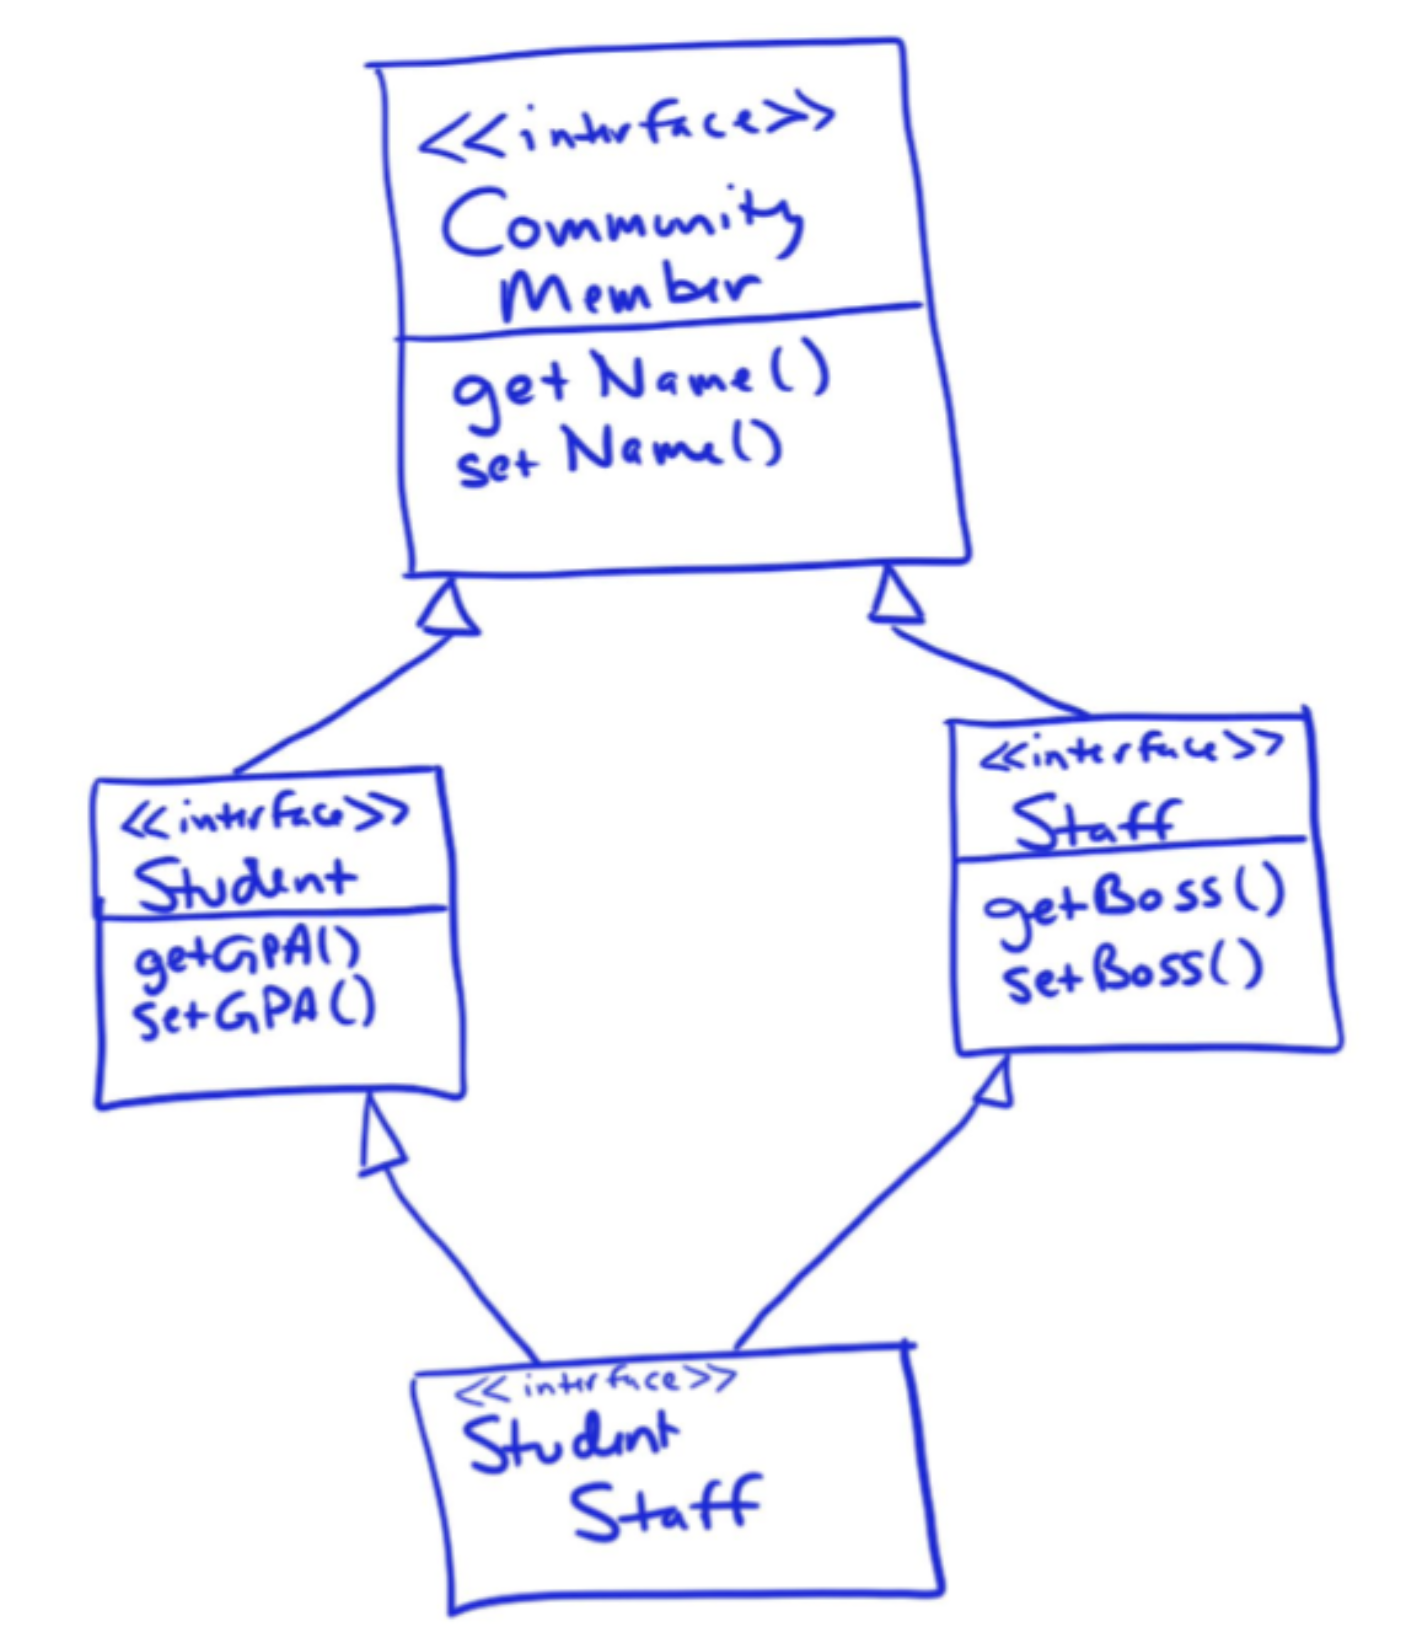 <<interface>>
Community
Member
getName()
setName()
<<interface>>
Student
getGPA()
setGPA()
<<interface>>
Staff
getBoss()
setBoss()
<<interface>>
Student
Staff